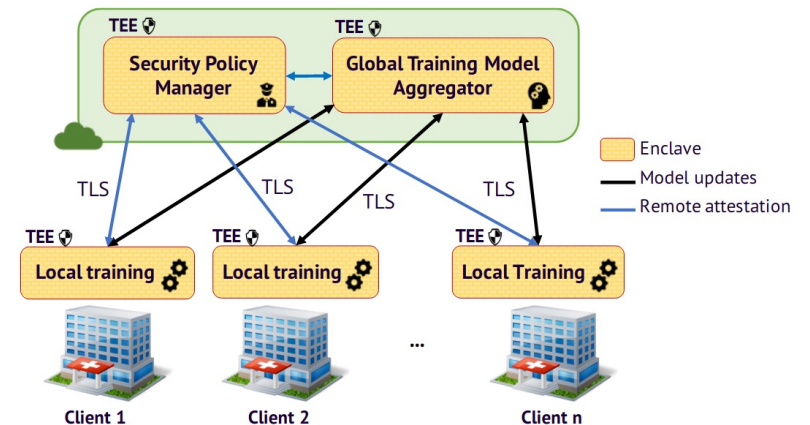 TEE
TEE
Security Policy
Manager
Global Training Model
Aggregator
Enclave
Model updates
Remote attestation
TLS
TLS
TLS
TLS
TEE
TEE
TEE
Local training
Local training
Local Training
...
Client 1
Client 2
Client n